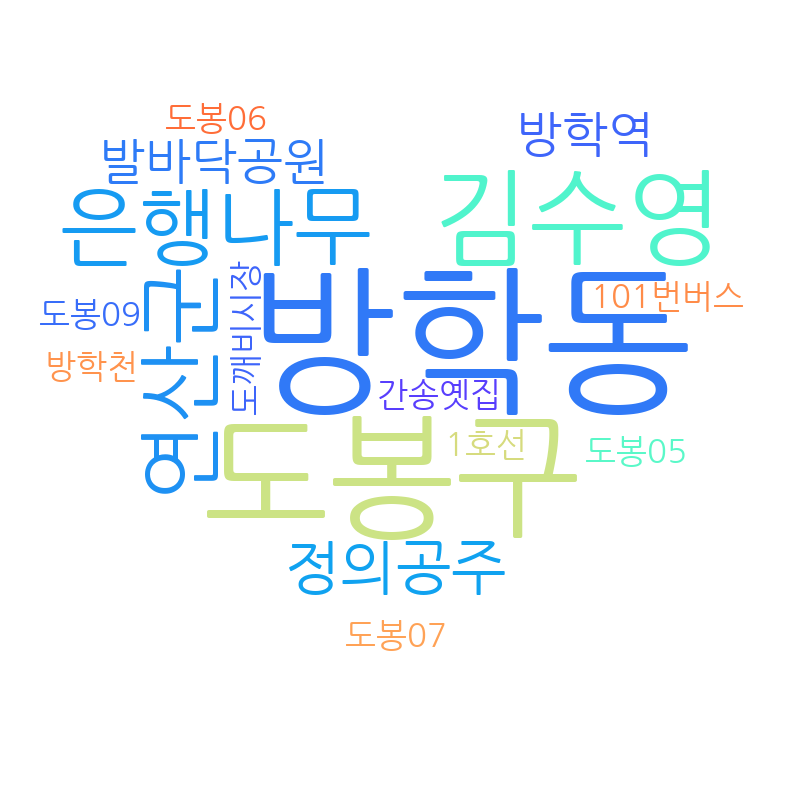 도봉06
방학역
발바닥공원
김수영
은행나무
방학동
101번버스
도봉09
연산군
도깨비시장
방학천
간송옛집
도봉구
1호선
도봉05
정의공주
도봉07